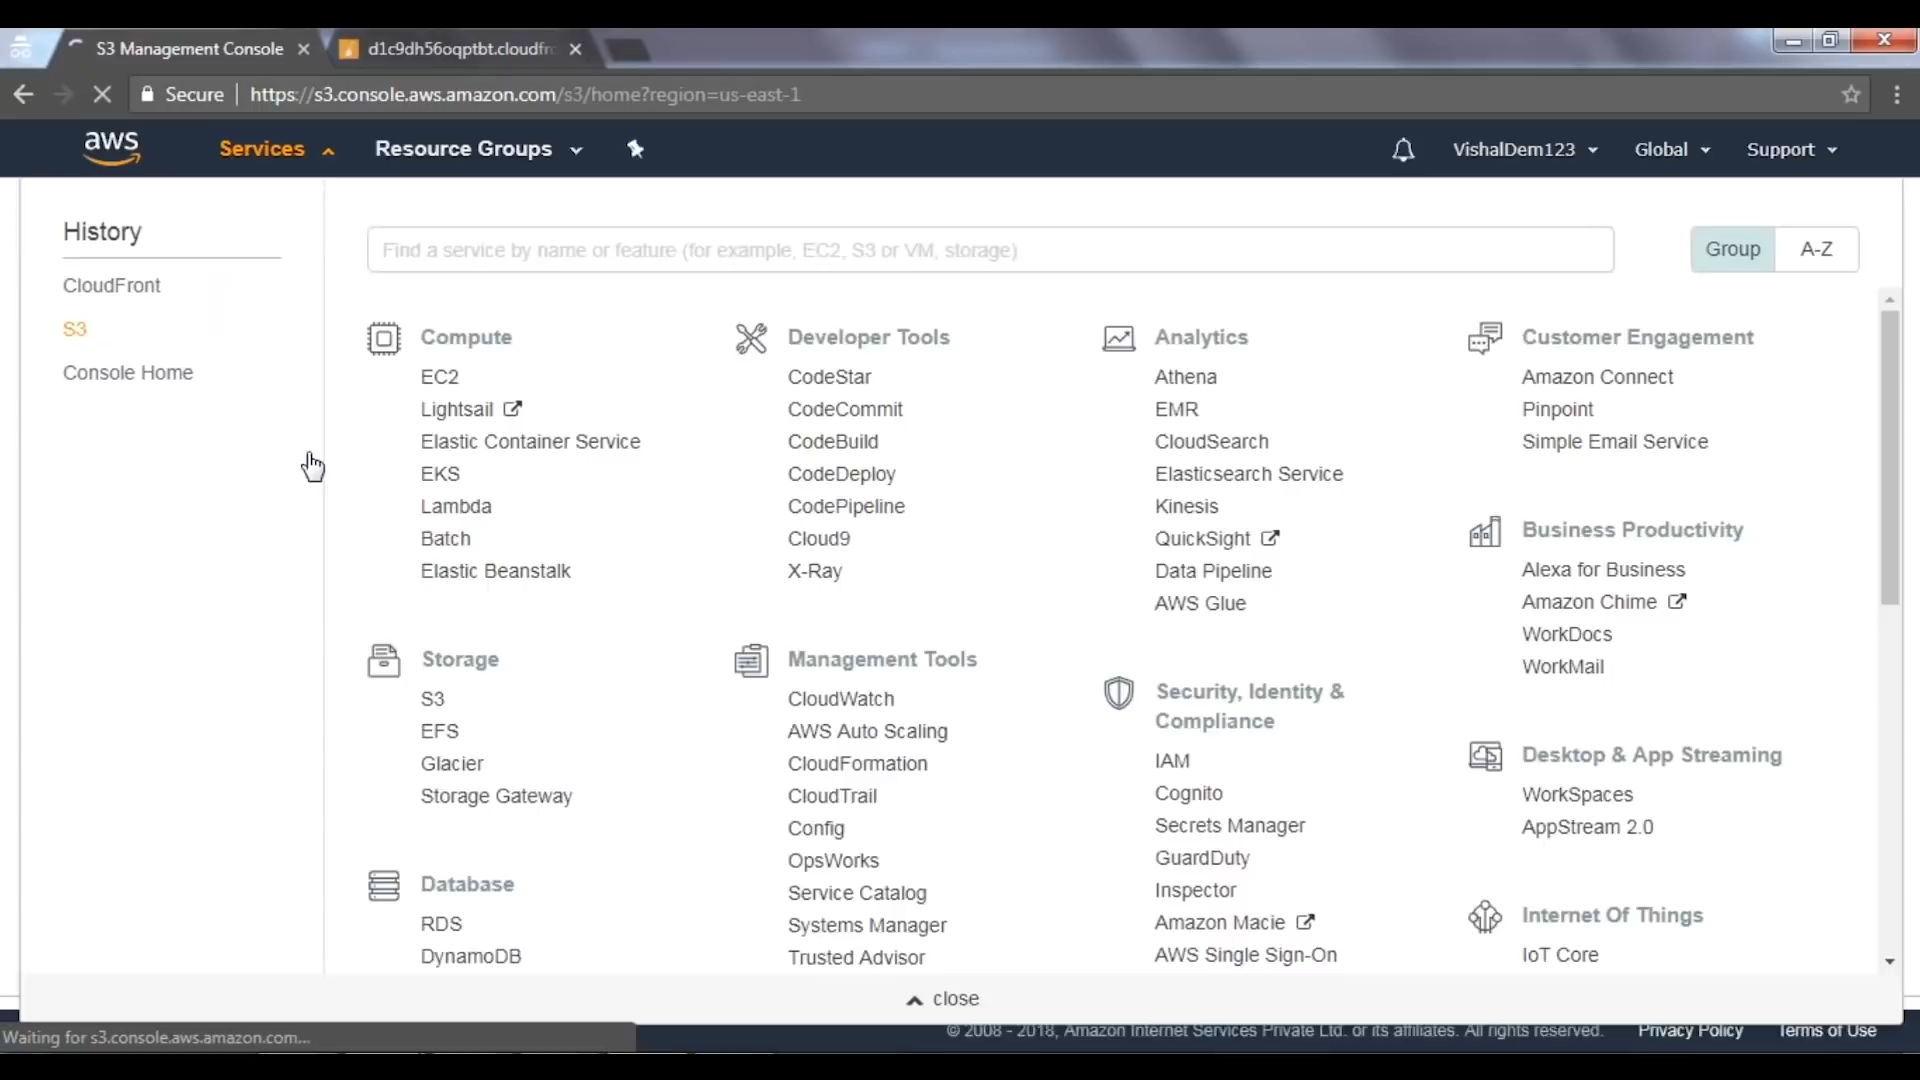 S3 Management Console
d1c9dh56oqptbt.cloudfr
Secure
https://s3.console.aws.amazon.com/s3/home?region=us-east-1
aws
Services
Resource Groups
VishalDem123
Global
Support
History
CloudFront
S3
Console Home
Find a service by name or feature (for example, EC2, S3 or VM, storage)
Group
A-Z
Compute
EC2
Lightsail
Elastic Container Service
EKS
Lambda
Batch
Elastic Beanstalk
Storage
S3
EFS
Glacier
Storage Gateway
Database
RDS
DynamoDB
Developer Tools
CodeStar
CodeCommit
CodeBuild
CodeDeploy
CodePipeline
Cloud9
X-Ray
Management Tools
CloudWatch
AWS Auto Scaling
CloudFormation
CloudTrail
Config
OpsWorks
Service Catalog
Systems Manager
Trusted Advisor
Analytics
Athena
EMR
CloudSearch
Elasticsearch Service
Kinesis
QuickSight
Data Pipeline
AWS Glue
Security, Identity &
Compliance
IAM
Cognito
Secrets Manager
GuardDuty
Inspector
Amazon Macie
AWS Single Sign-On
Customer Engagement
Amazon Connect
Pinpoint
Simple Email Service
Business Productivity
Alexa for Business
Amazon Chime
WorkDocs
WorkMail
Desktop & App Streaming
WorkSpaces
AppStream 2.0
Internet Of Things
IoT Core
close
Waiting for s3.console.aws.amazon.com...
© 2008 - 2018, Amazon Internet Services Private Ltd. or its affiliates. All rights reserved.
Privacy Policy
Terms of Use